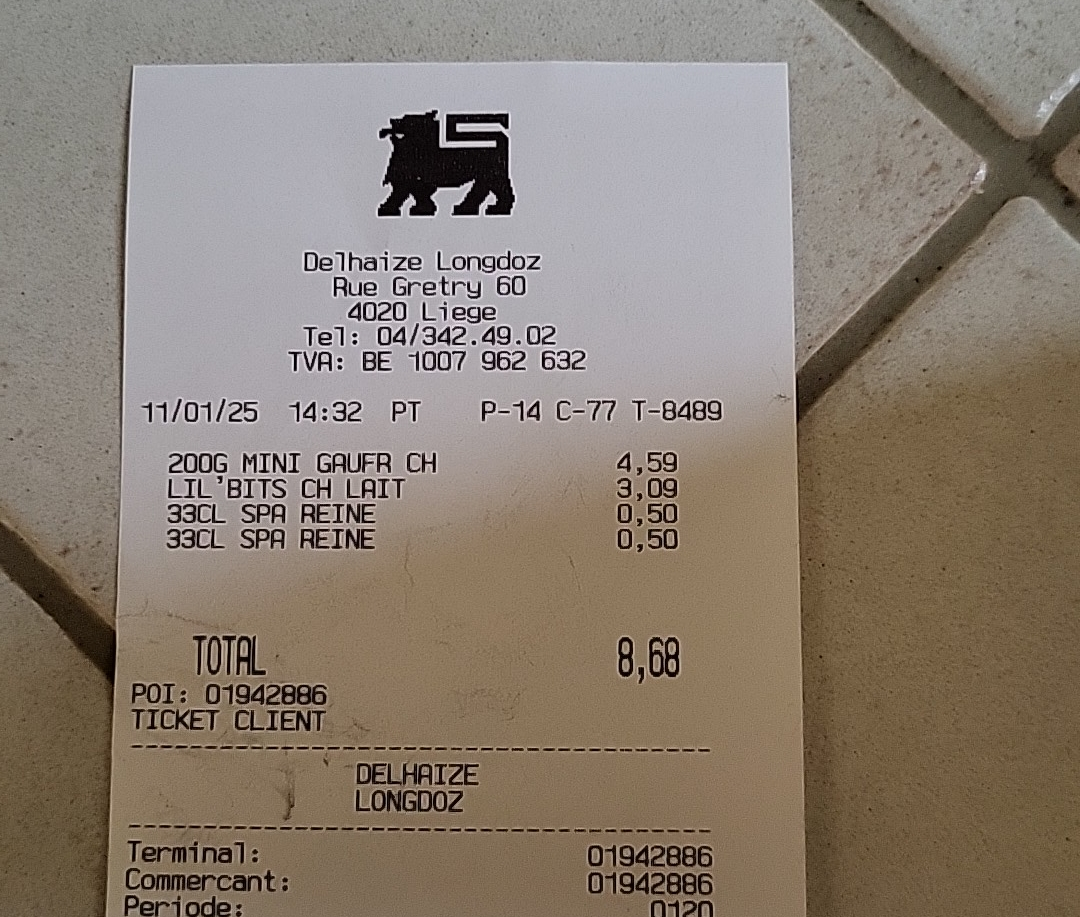 Delhaize Longdoz
Rue Gretry 60
4020 Liege
Tel: 04/342.49.02
TVA: BE 1007 962 632
11/01/25 14:32 PT P-14 C-77 T-8489
200G MINI GAUFR CH 4,59
LIL'BITS CH LAIT 3,09
33CL SPA REINE 0,50
33CL SPA REINE 0,50
TOTAL 8,68
POI: 01942886
TICKET CLIENT
DELHAIZE
LONGDOZ
Terminal: 01942886
Commercant: 01942886
Periode: 0120